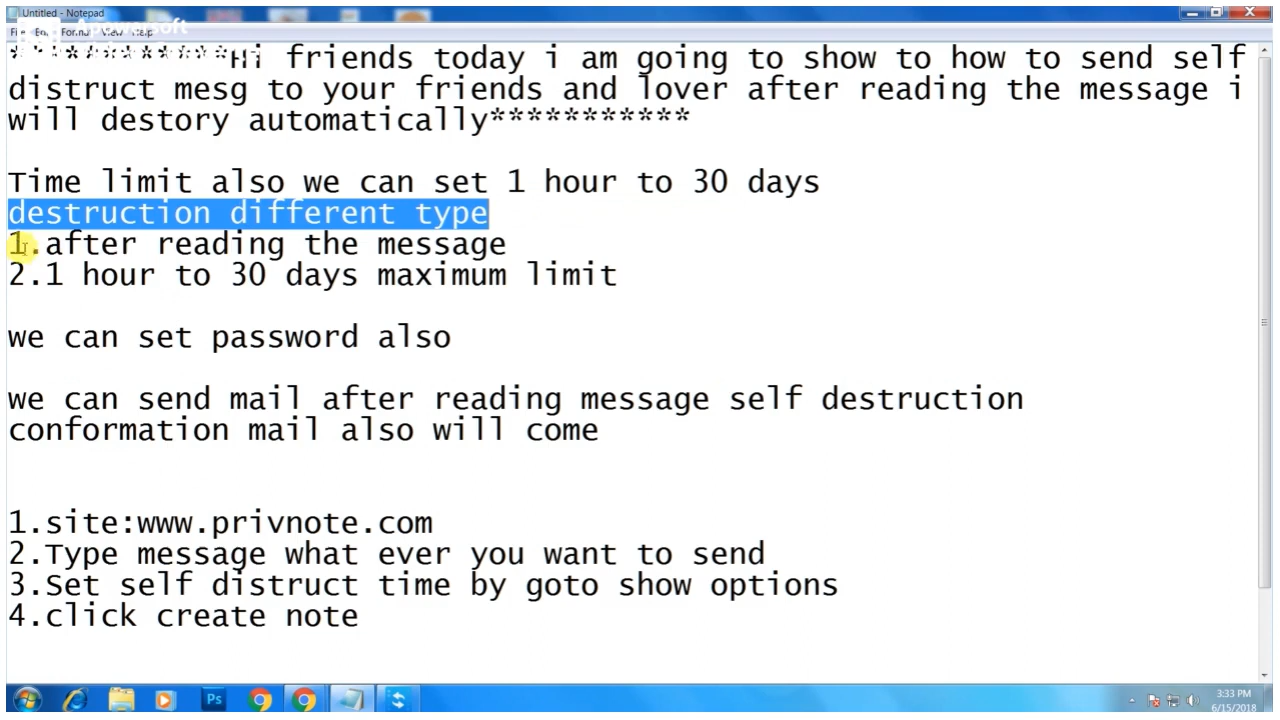 Untitled - Notepad
Apowersoft
View Help
Hi friends today i am going to show to how to send self
distruct mesg to your friends and lover after reading the message i
will destory automatically***********
Time limit also we can set 1 hour to 30 days
destruction different type
1.after reading the message
2.1 hour to 30 days maximum limit
we can set password also
we can send mail after reading message self destruction
conformation mail also will come
1.site:www.privnote.com
2.Type message what ever you want to send
3.Set self distruct time by goto show options
4.click create note
Ps
3:33 PM
6/15/2018